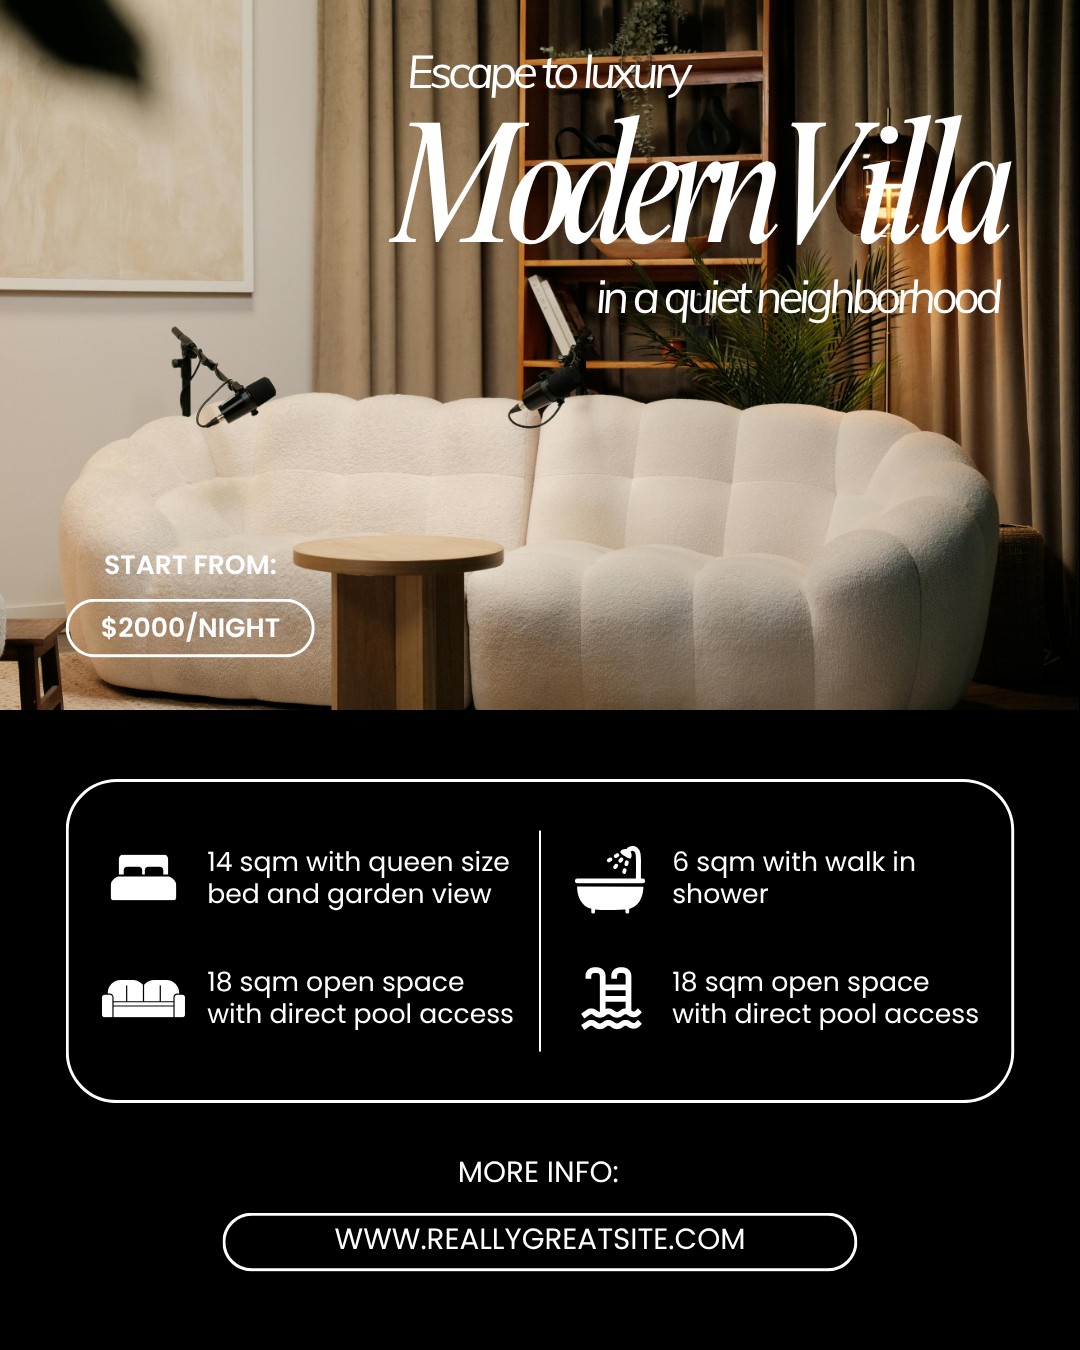 Escape to luxury
Modern Villa
in a quiet neighborhood
START FROM:
$2000/NIGHT
14 sqm with queen size
bed and garden view
6 sqm with walk in
shower
18 sqm open space
with direct pool access
18 sqm open space
with direct pool access
MORE INFO:
WWW.REALLYGREATSITE.COM